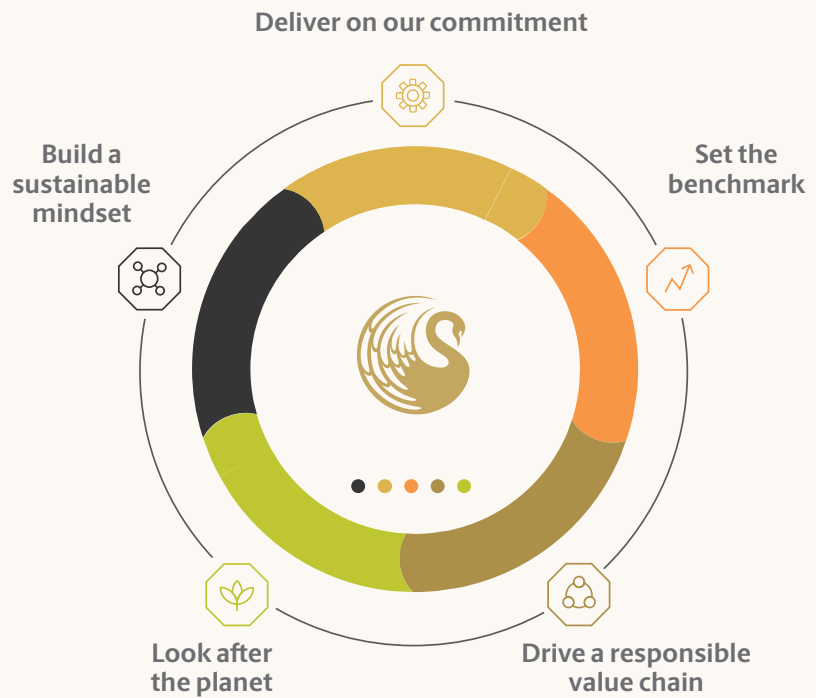 Deliver on our commitment
Build a
sustainable
mindset
Set the
benchmark
Look after
the planet
Drive a responsible
value chain